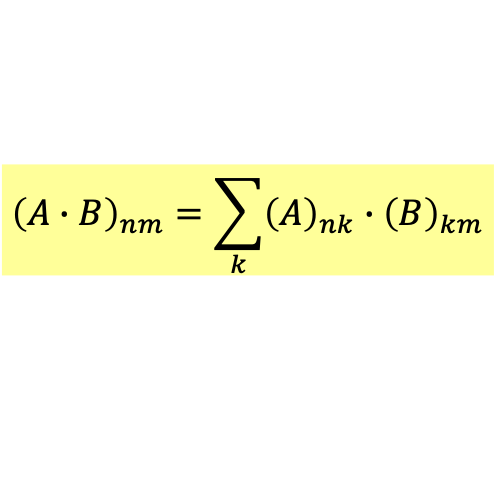 (A · B)ₙₘ = ∑ₖ (A)ₙₖ · (B)ₖₘ